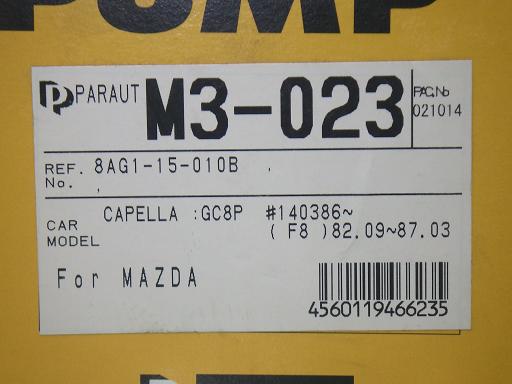 PUMP
PARAUT M3-023 PAC.No
021014
REF. No. 8AG1-15-010B
CAR MODEL CAPELLA :GC8P #140386~
( F8 )82.09~87.03
For MAZDA
4560119466235